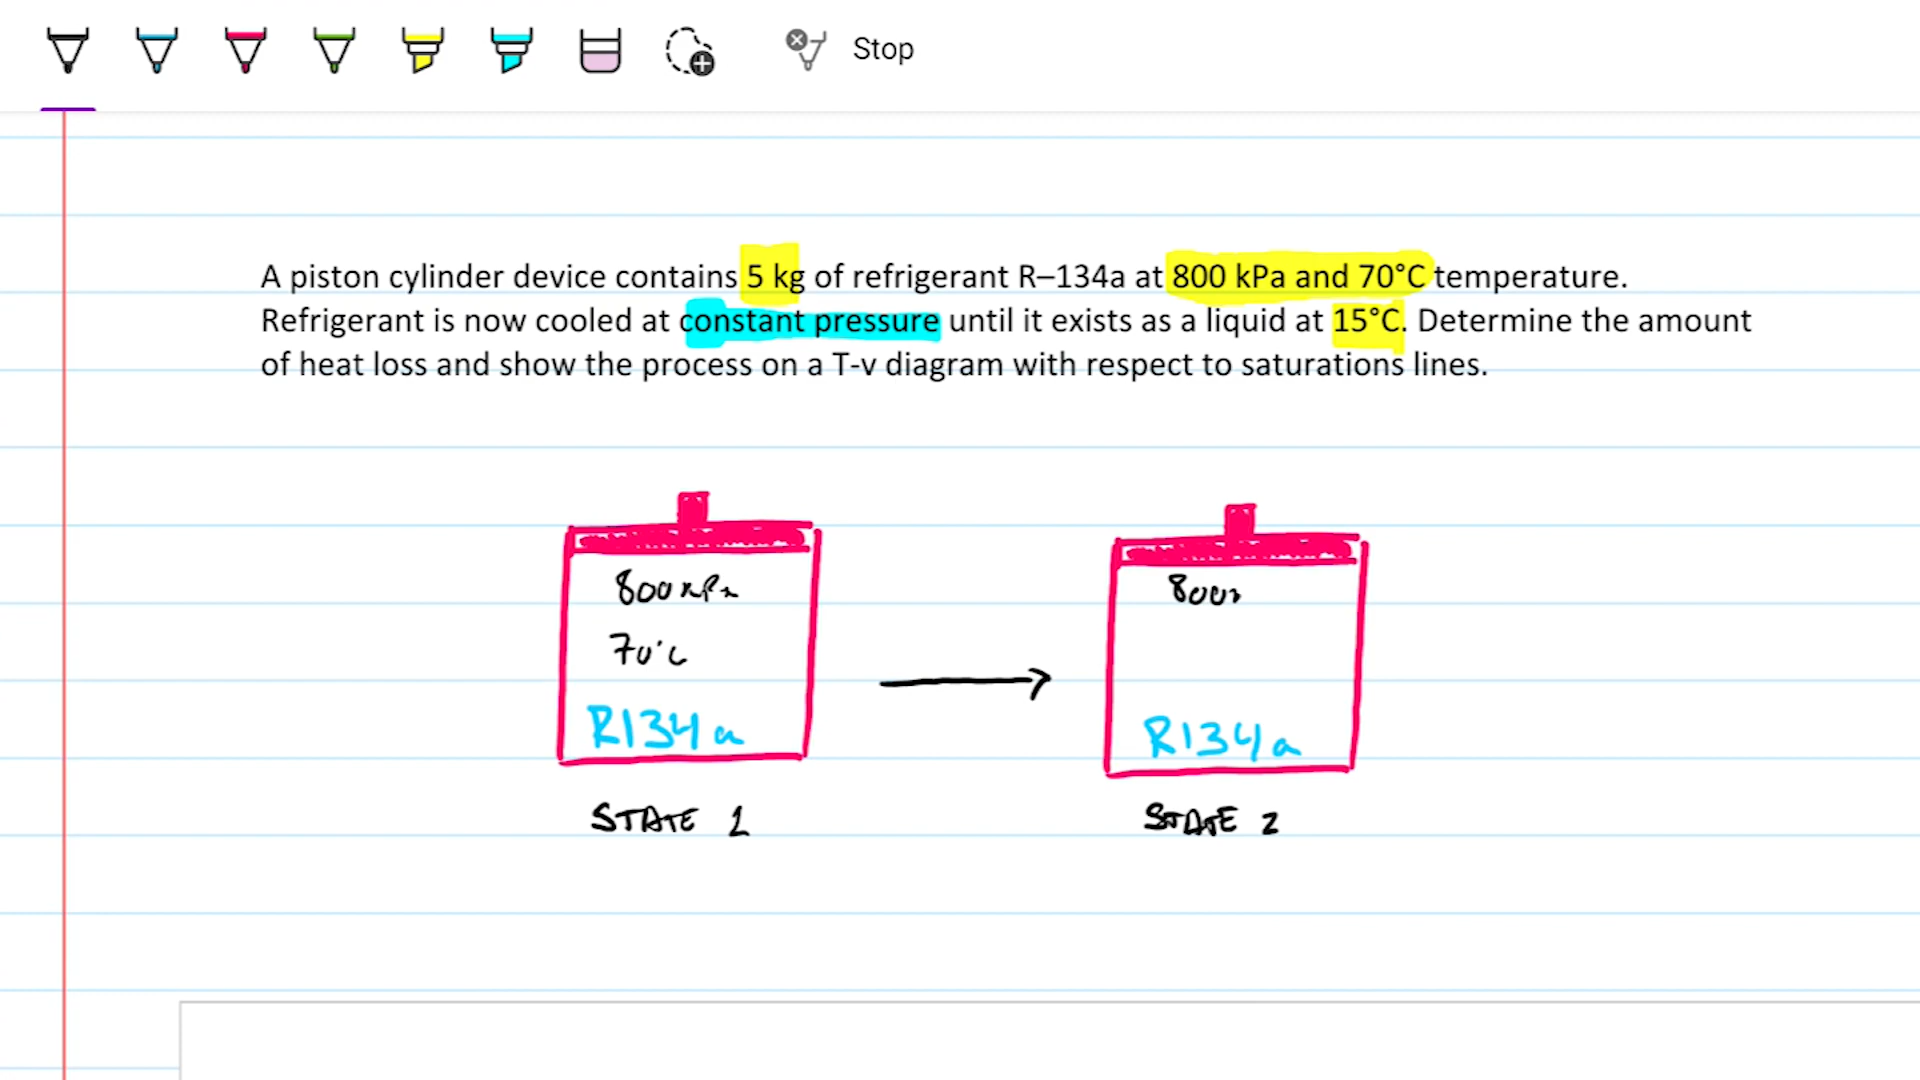 Stop
A piston cylinder device contains 5 kg of refrigerant R–134a at 800 kPa and 70°C temperature.
Refrigerant is now cooled at constant pressure until it exists as a liquid at 15°C. Determine the amount
of heat loss and show the process on a T-v diagram with respect to saturations lines.
800 kPa
70°C
R134a
STATE 1
800
R134a
STATE 2